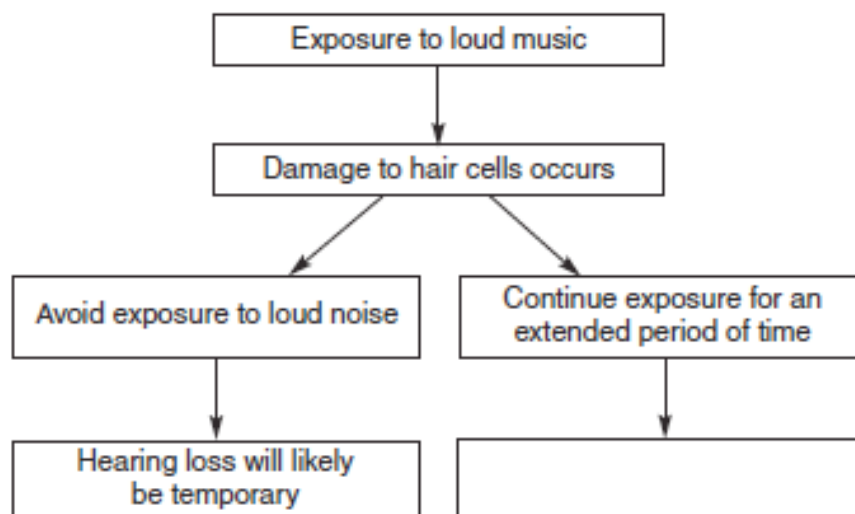 Exposure to loud music
Damage to hair cells occurs
Avoid exposure to loud noise
Continue exposure for an
extended period of time
Hearing loss will likely
be temporary